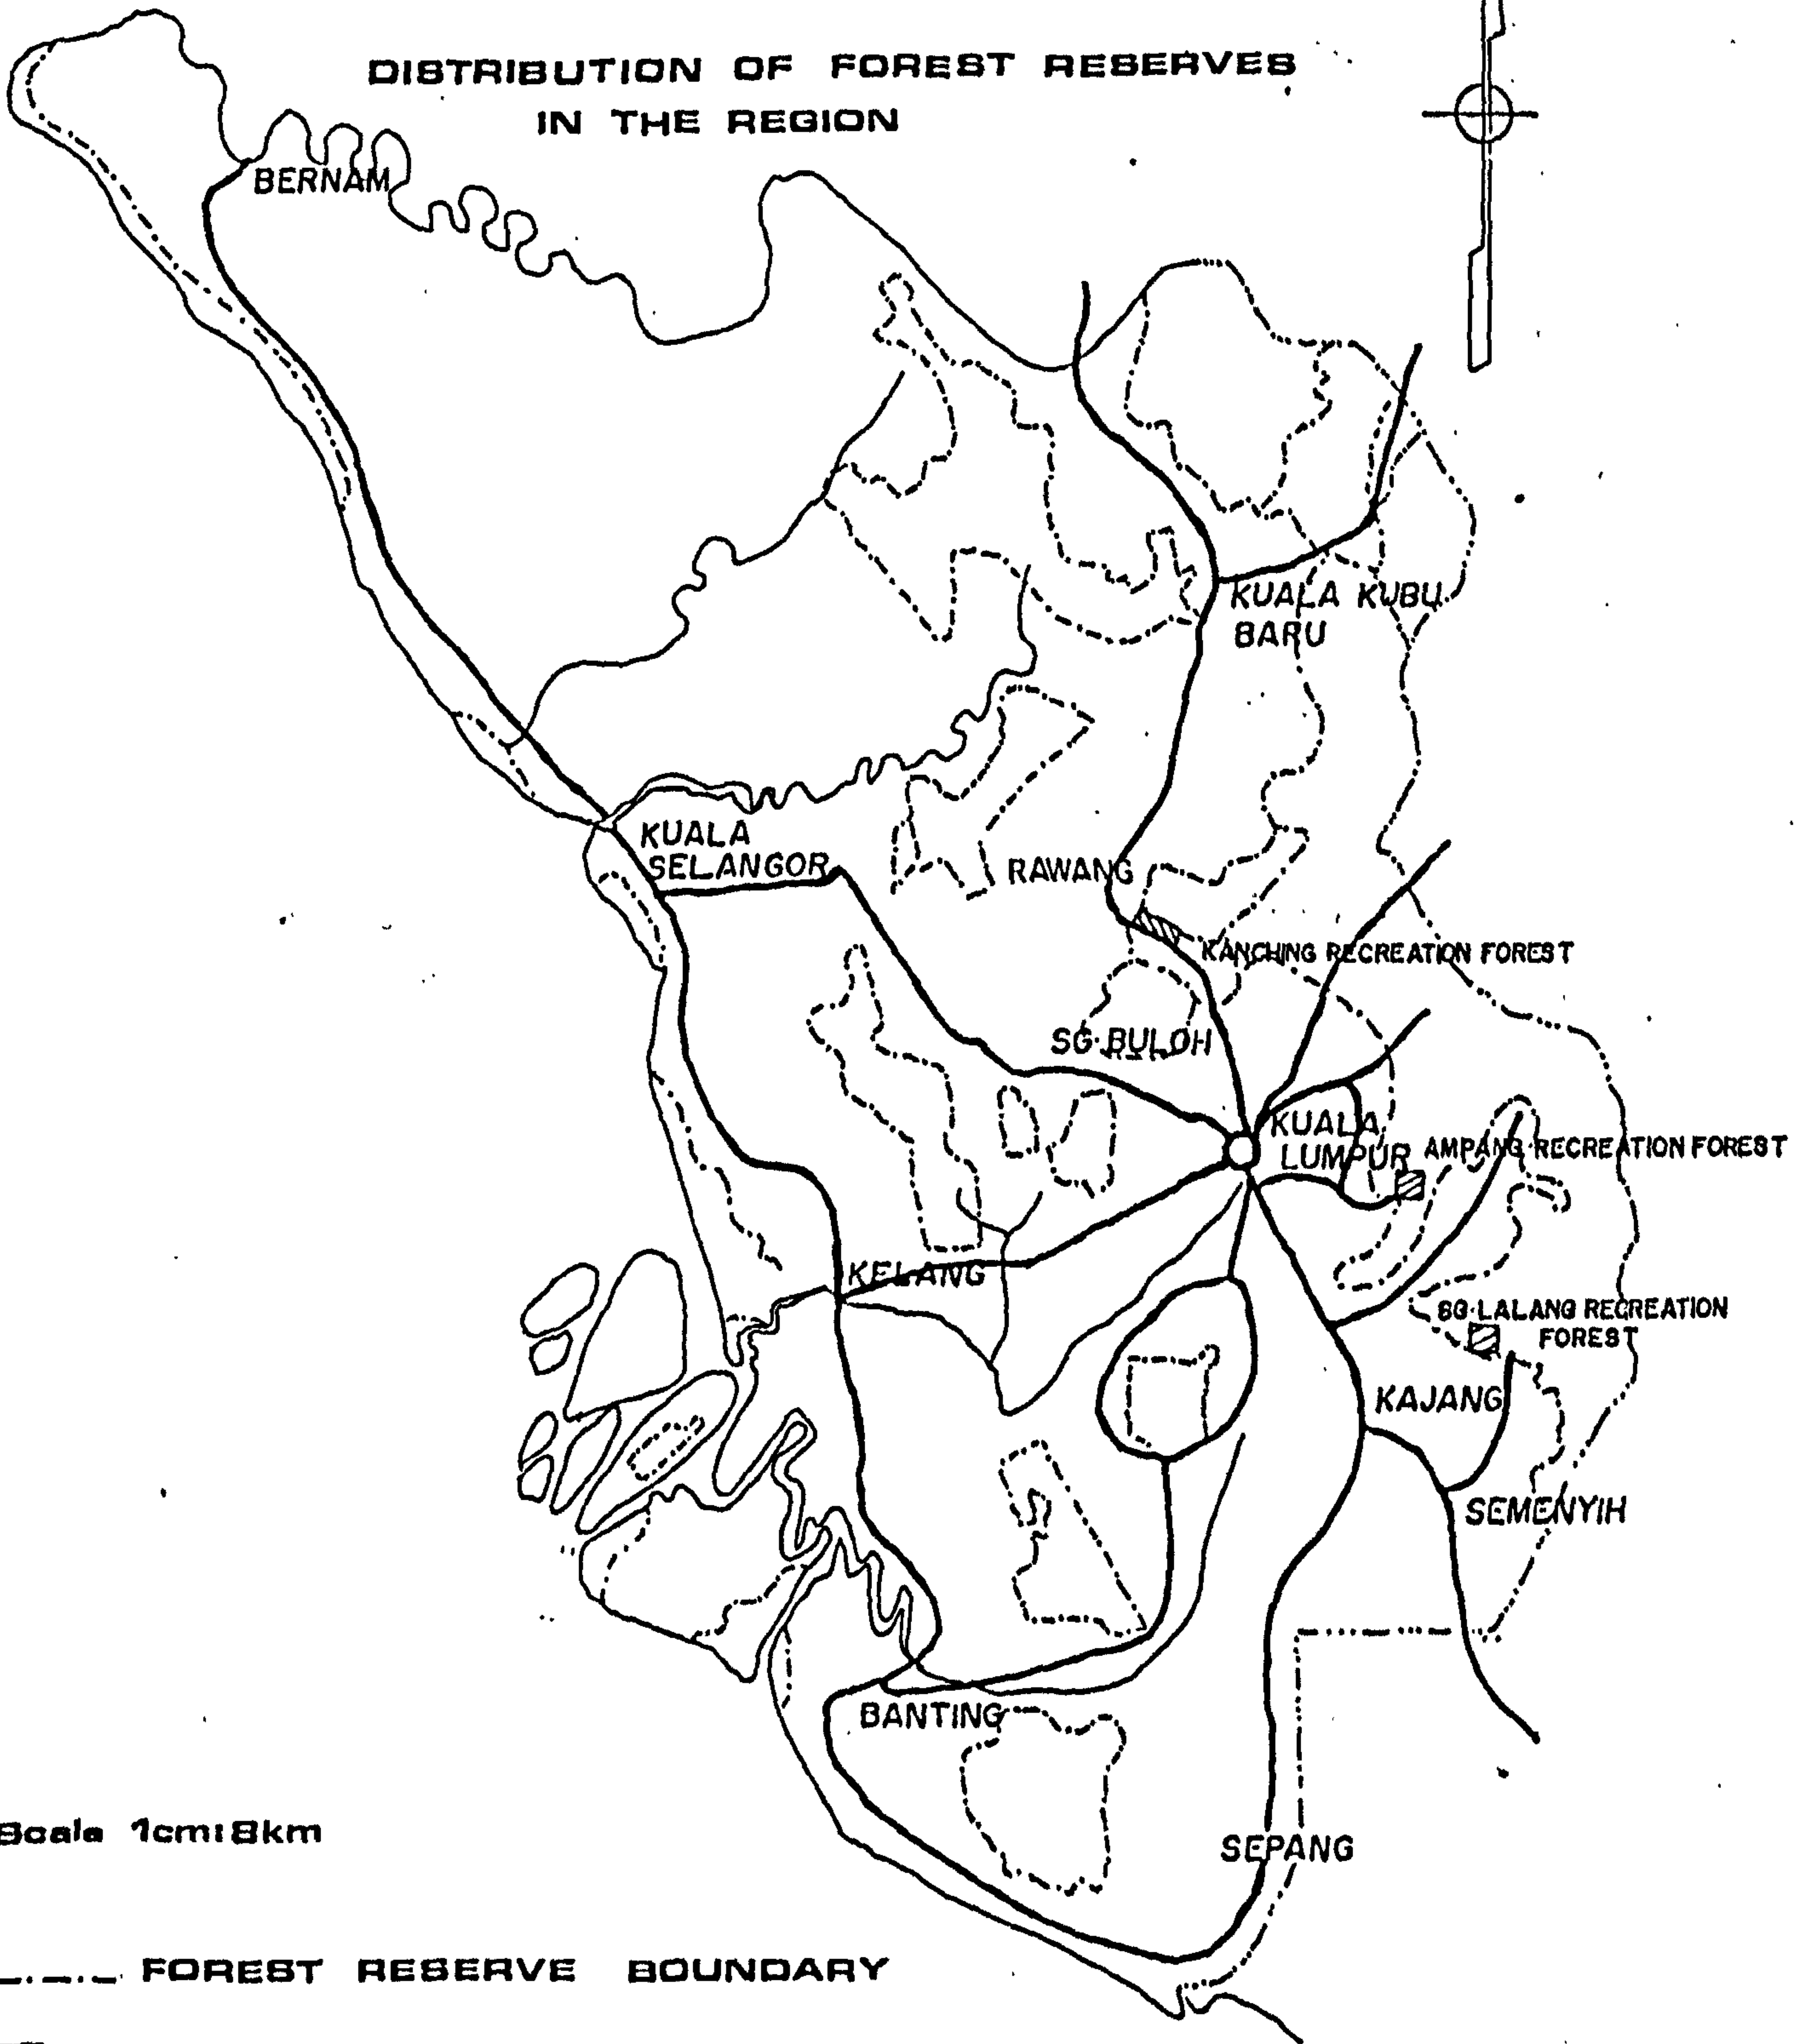 DISTRIBUTION OF FOREST RESERVES
IN THE REGION
BERNAM
KUALA KUBU
BARU
KUALA
SELANGOR
RAWANG
KANCHING RECREATION FOREST
SG. BULOH
KUALA
LUMPUR
AMPANG RECREATION FOREST
KELANG
SG. LALANG RECREATION
FOREST
KAJANG
SEMENYIH
BANTING
SEPANG
Scale 1cm:8km
FOREST RESERVE BOUNDARY